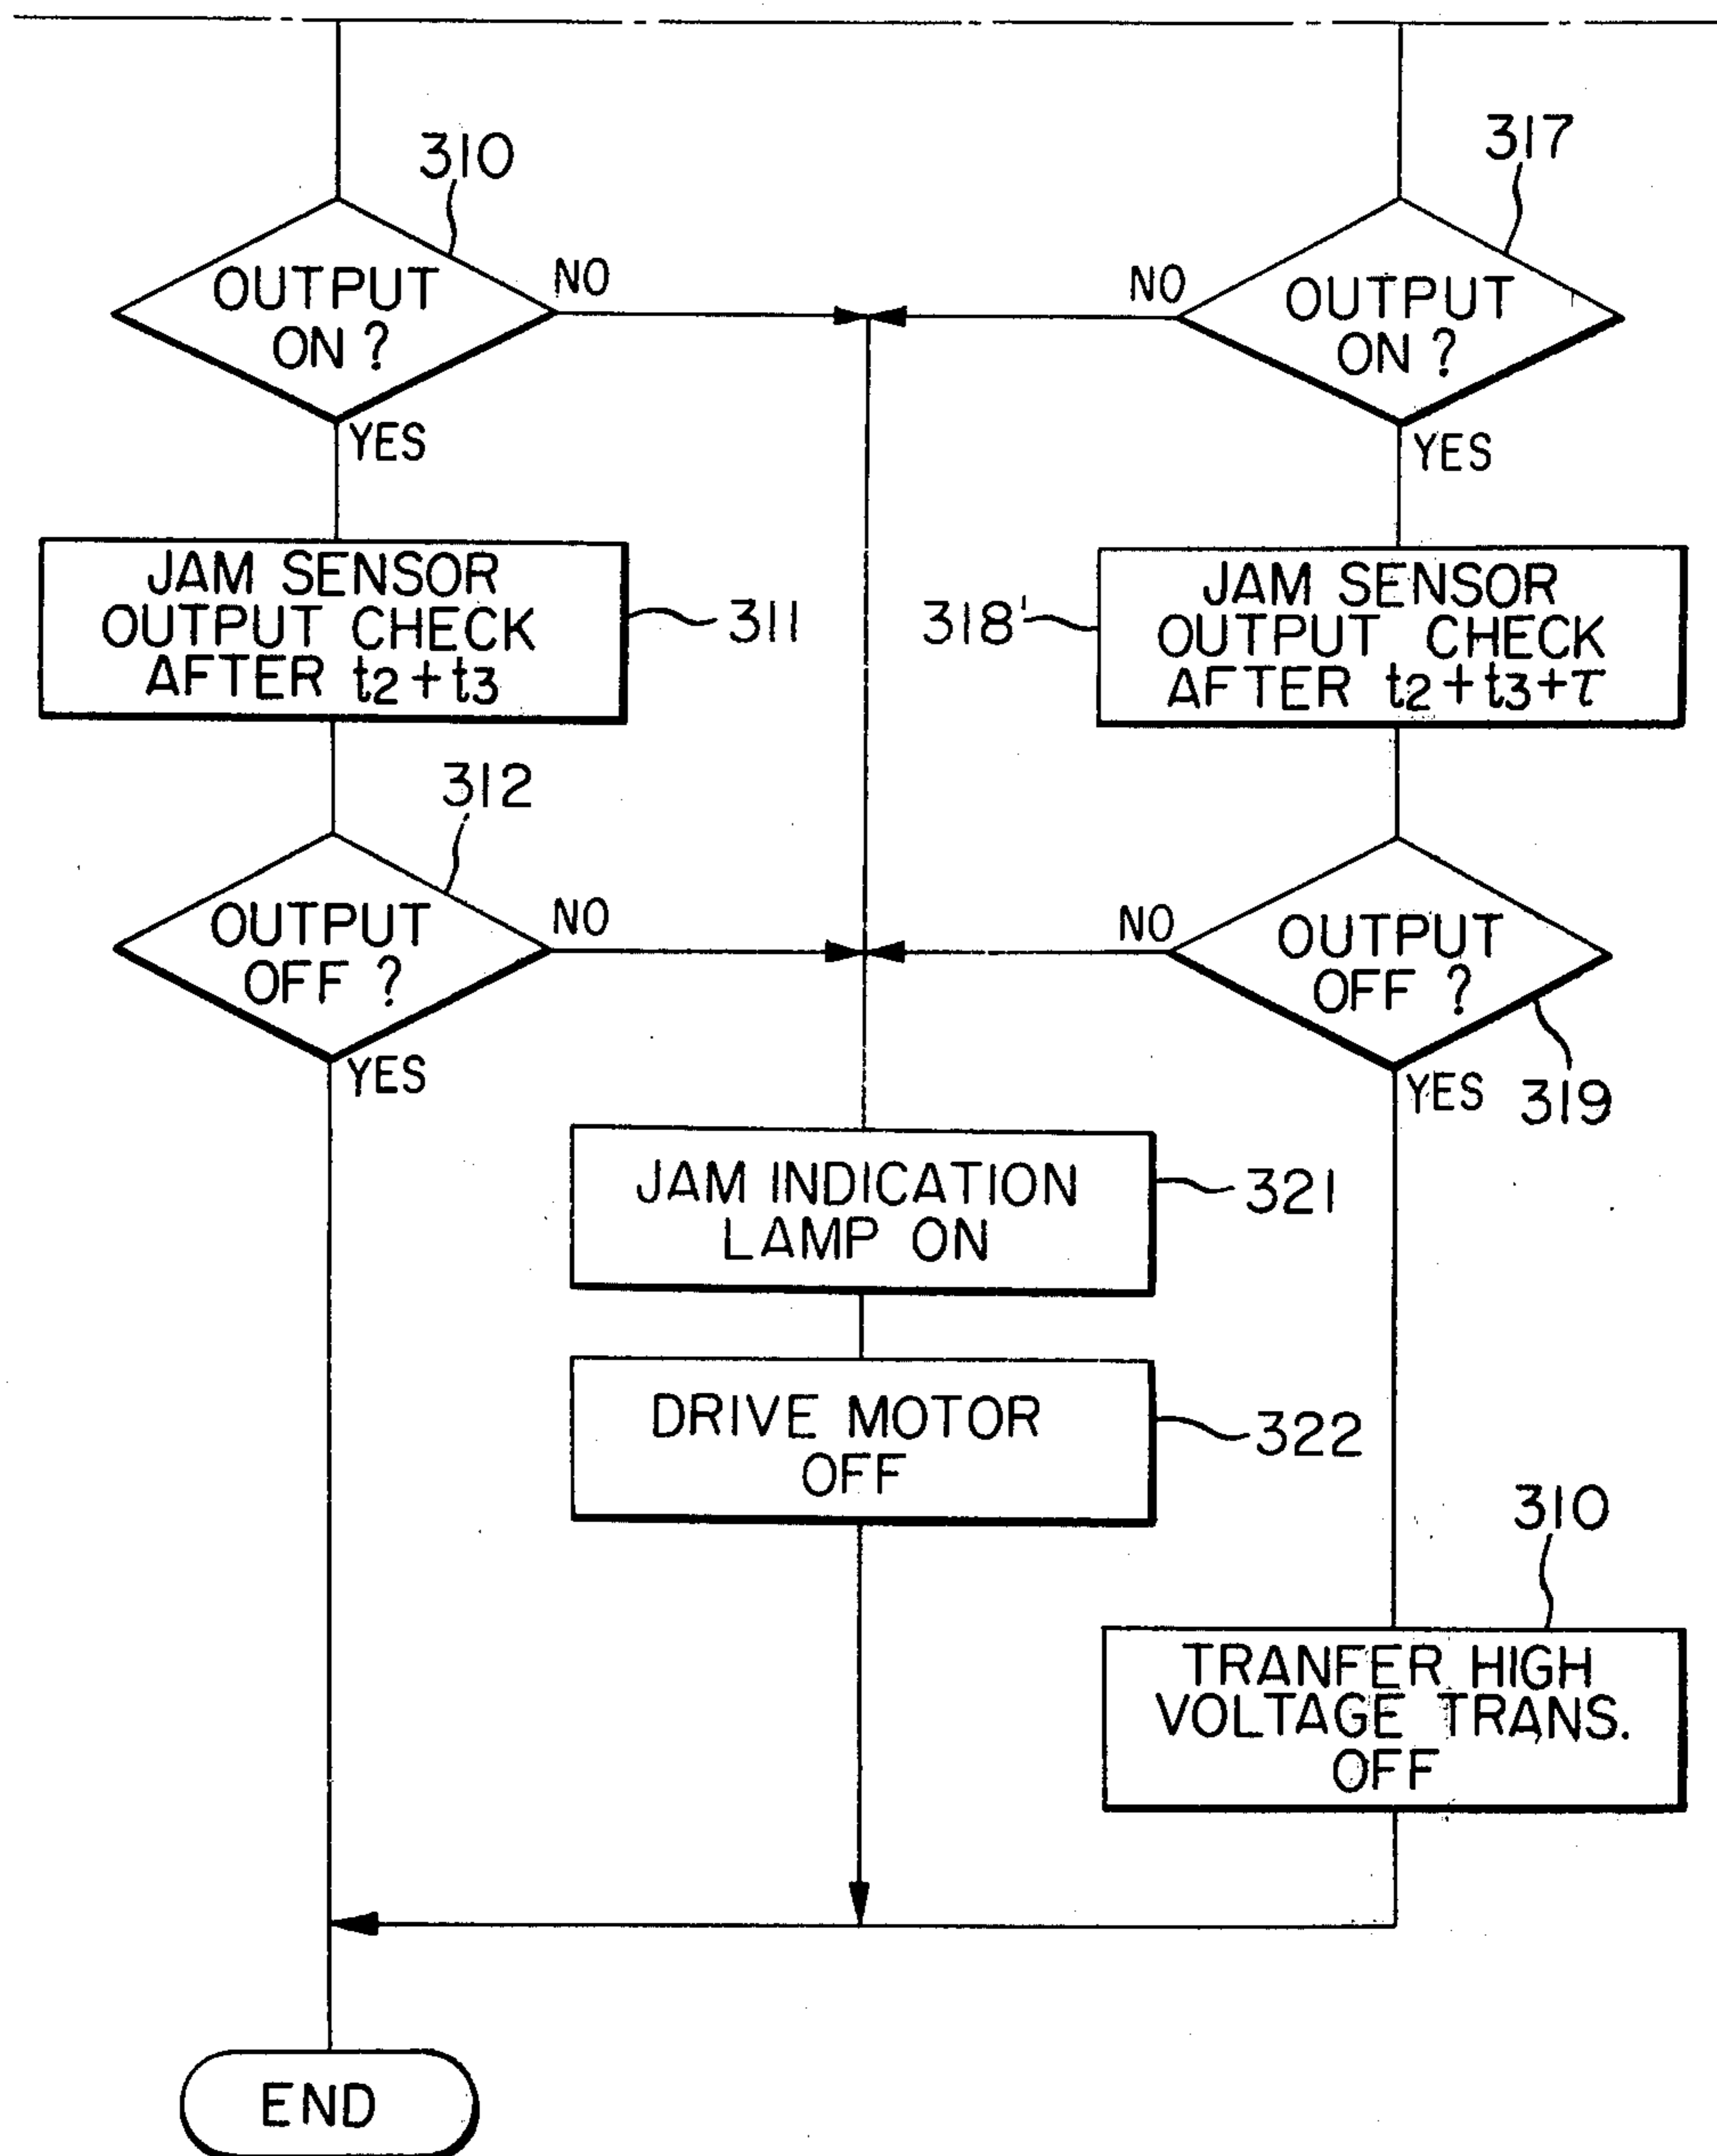 310
317
OUTPUT
ON ?
NO
NO
OUTPUT
ON ?
YES
YES
JAM SENSOR
OUTPUT CHECK
AFTER t2+t3
311
318'
JAM SENSOR
OUTPUT CHECK
AFTER t2+t3+τ
312
OUTPUT
OFF ?
NO
NO
OUTPUT
OFF ?
YES
YES
319
JAM INDICATION
LAMP ON
321
DRIVE MOTOR
OFF
322
310
TRANFER HIGH
VOLTAGE TRANS.
OFF
END